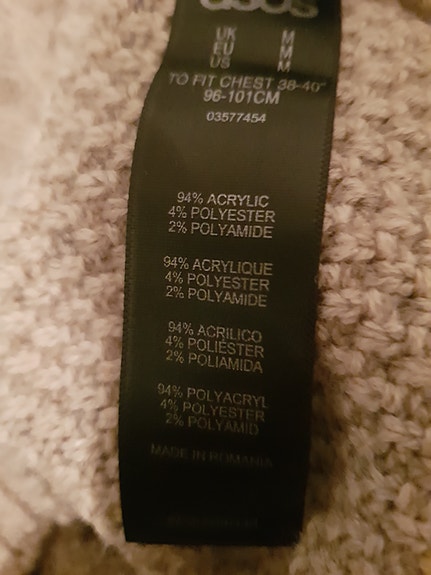 asos
UK M
EU M
US M
TO FIT CHEST 38-40"
96-101CM
03577454
94% ACRYLIC
4% POLYESTER
2% POLYAMIDE
94% ACRYLIQUE
4% POLYESTER
2% POLYAMIDE
94% ACRILICO
4% POLIÉSTER
2% POLIAMIDA
94% POLYACRYL
4% POLYESTER
2% POLYAMID
MADE IN ROMANIA